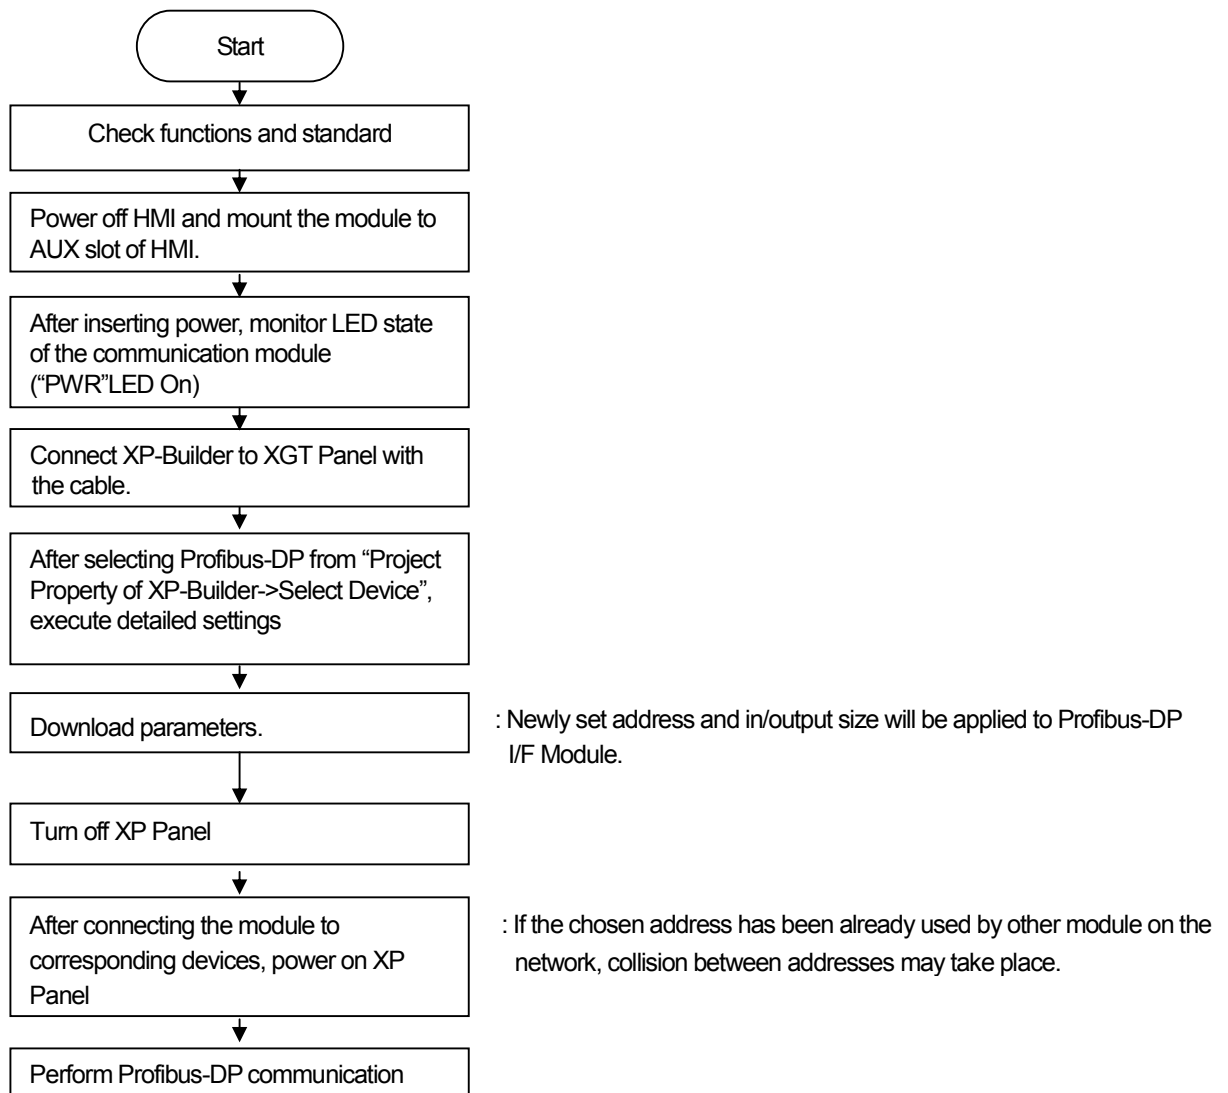 Start
Check functions and standard
Power off HMI and mount the module to
AUX slot of HMI.
After inserting power, monitor LED state
of the communication module
(“PWR”LED On)
Connect XP-Builder to XGT Panel with
the cable.
After selecting Profibus-DP from “Project
Property of XP-Builder->Select Device”,
execute detailed settings
Download parameters.
: Newly set address and in/output size will be applied to Profibus-DP
I/F Module.
Turn off XP Panel
After connecting the module to
corresponding devices, power on XP
Panel
: If the chosen address has been already used by other module on the
network, collision between addresses may take place.
Perform Profibus-DP communication